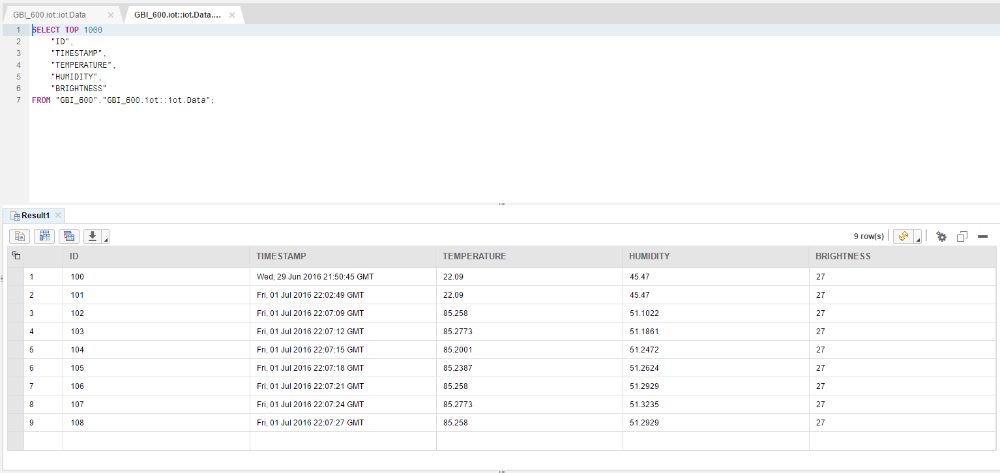 GBI_600.iot::iot.Data GBI_600.iot::iot.Data....
1 SELECT TOP 1000
2 "ID",
3 "TIMESTAMP",
4 "TEMPERATURE",
5 "HUMIDITY",
6 "BRIGHTNESS"
7 FROM "GBI_600"."GBI_600.iot::iot.Data";
Result1
9 row(s)
ID TIMESTAMP TEMPERATURE HUMIDITY BRIGHTNESS
1 100 Wed, 29 Jun 2016 21:50:45 GMT 22.09 45.47 27
2 101 Fri, 01 Jul 2016 22:02:49 GMT 22.09 45.47 27
3 102 Fri, 01 Jul 2016 22:07:09 GMT 85.258 51.1022 27
4 103 Fri, 01 Jul 2016 22:07:12 GMT 85.2773 51.1861 27
5 104 Fri, 01 Jul 2016 22:07:15 GMT 85.2001 51.2472 27
6 105 Fri, 01 Jul 2016 22:07:18 GMT 85.2387 51.2624 27
7 106 Fri, 01 Jul 2016 22:07:21 GMT 85.258 51.2929 27
8 107 Fri, 01 Jul 2016 22:07:24 GMT 85.2773 51.3235 27
9 108 Fri, 01 Jul 2016 22:07:27 GMT 85.258 51.2929 27